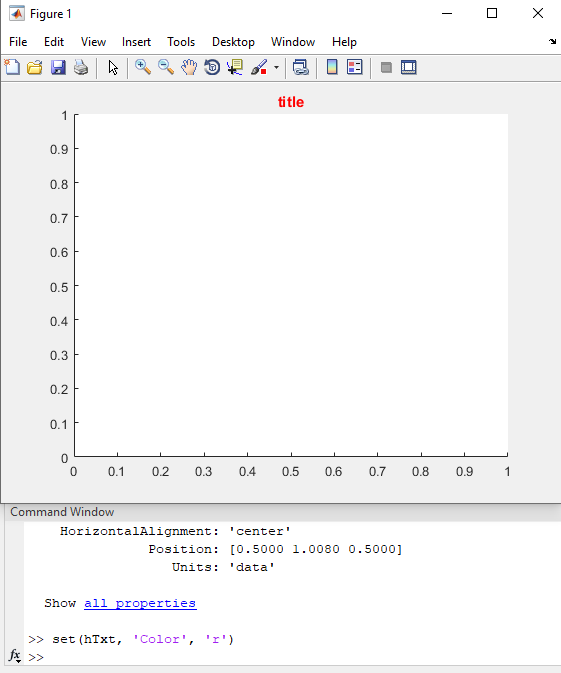 Figure 1
File Edit View Insert Tools Desktop Window Help
title
1
0.9
0.8
0.7
0.6
0.5
0.4
0.3
0.2
0.1
0
0 0.1 0.2 0.3 0.4 0.5 0.6 0.7 0.8 0.9 1
Command Window
HorizontalAlignment: 'center'
Position: [0.5000 1.0080 0.5000]
Units: 'data'
Show all properties
>> set(hTxt, 'Color', 'r')
fx >>